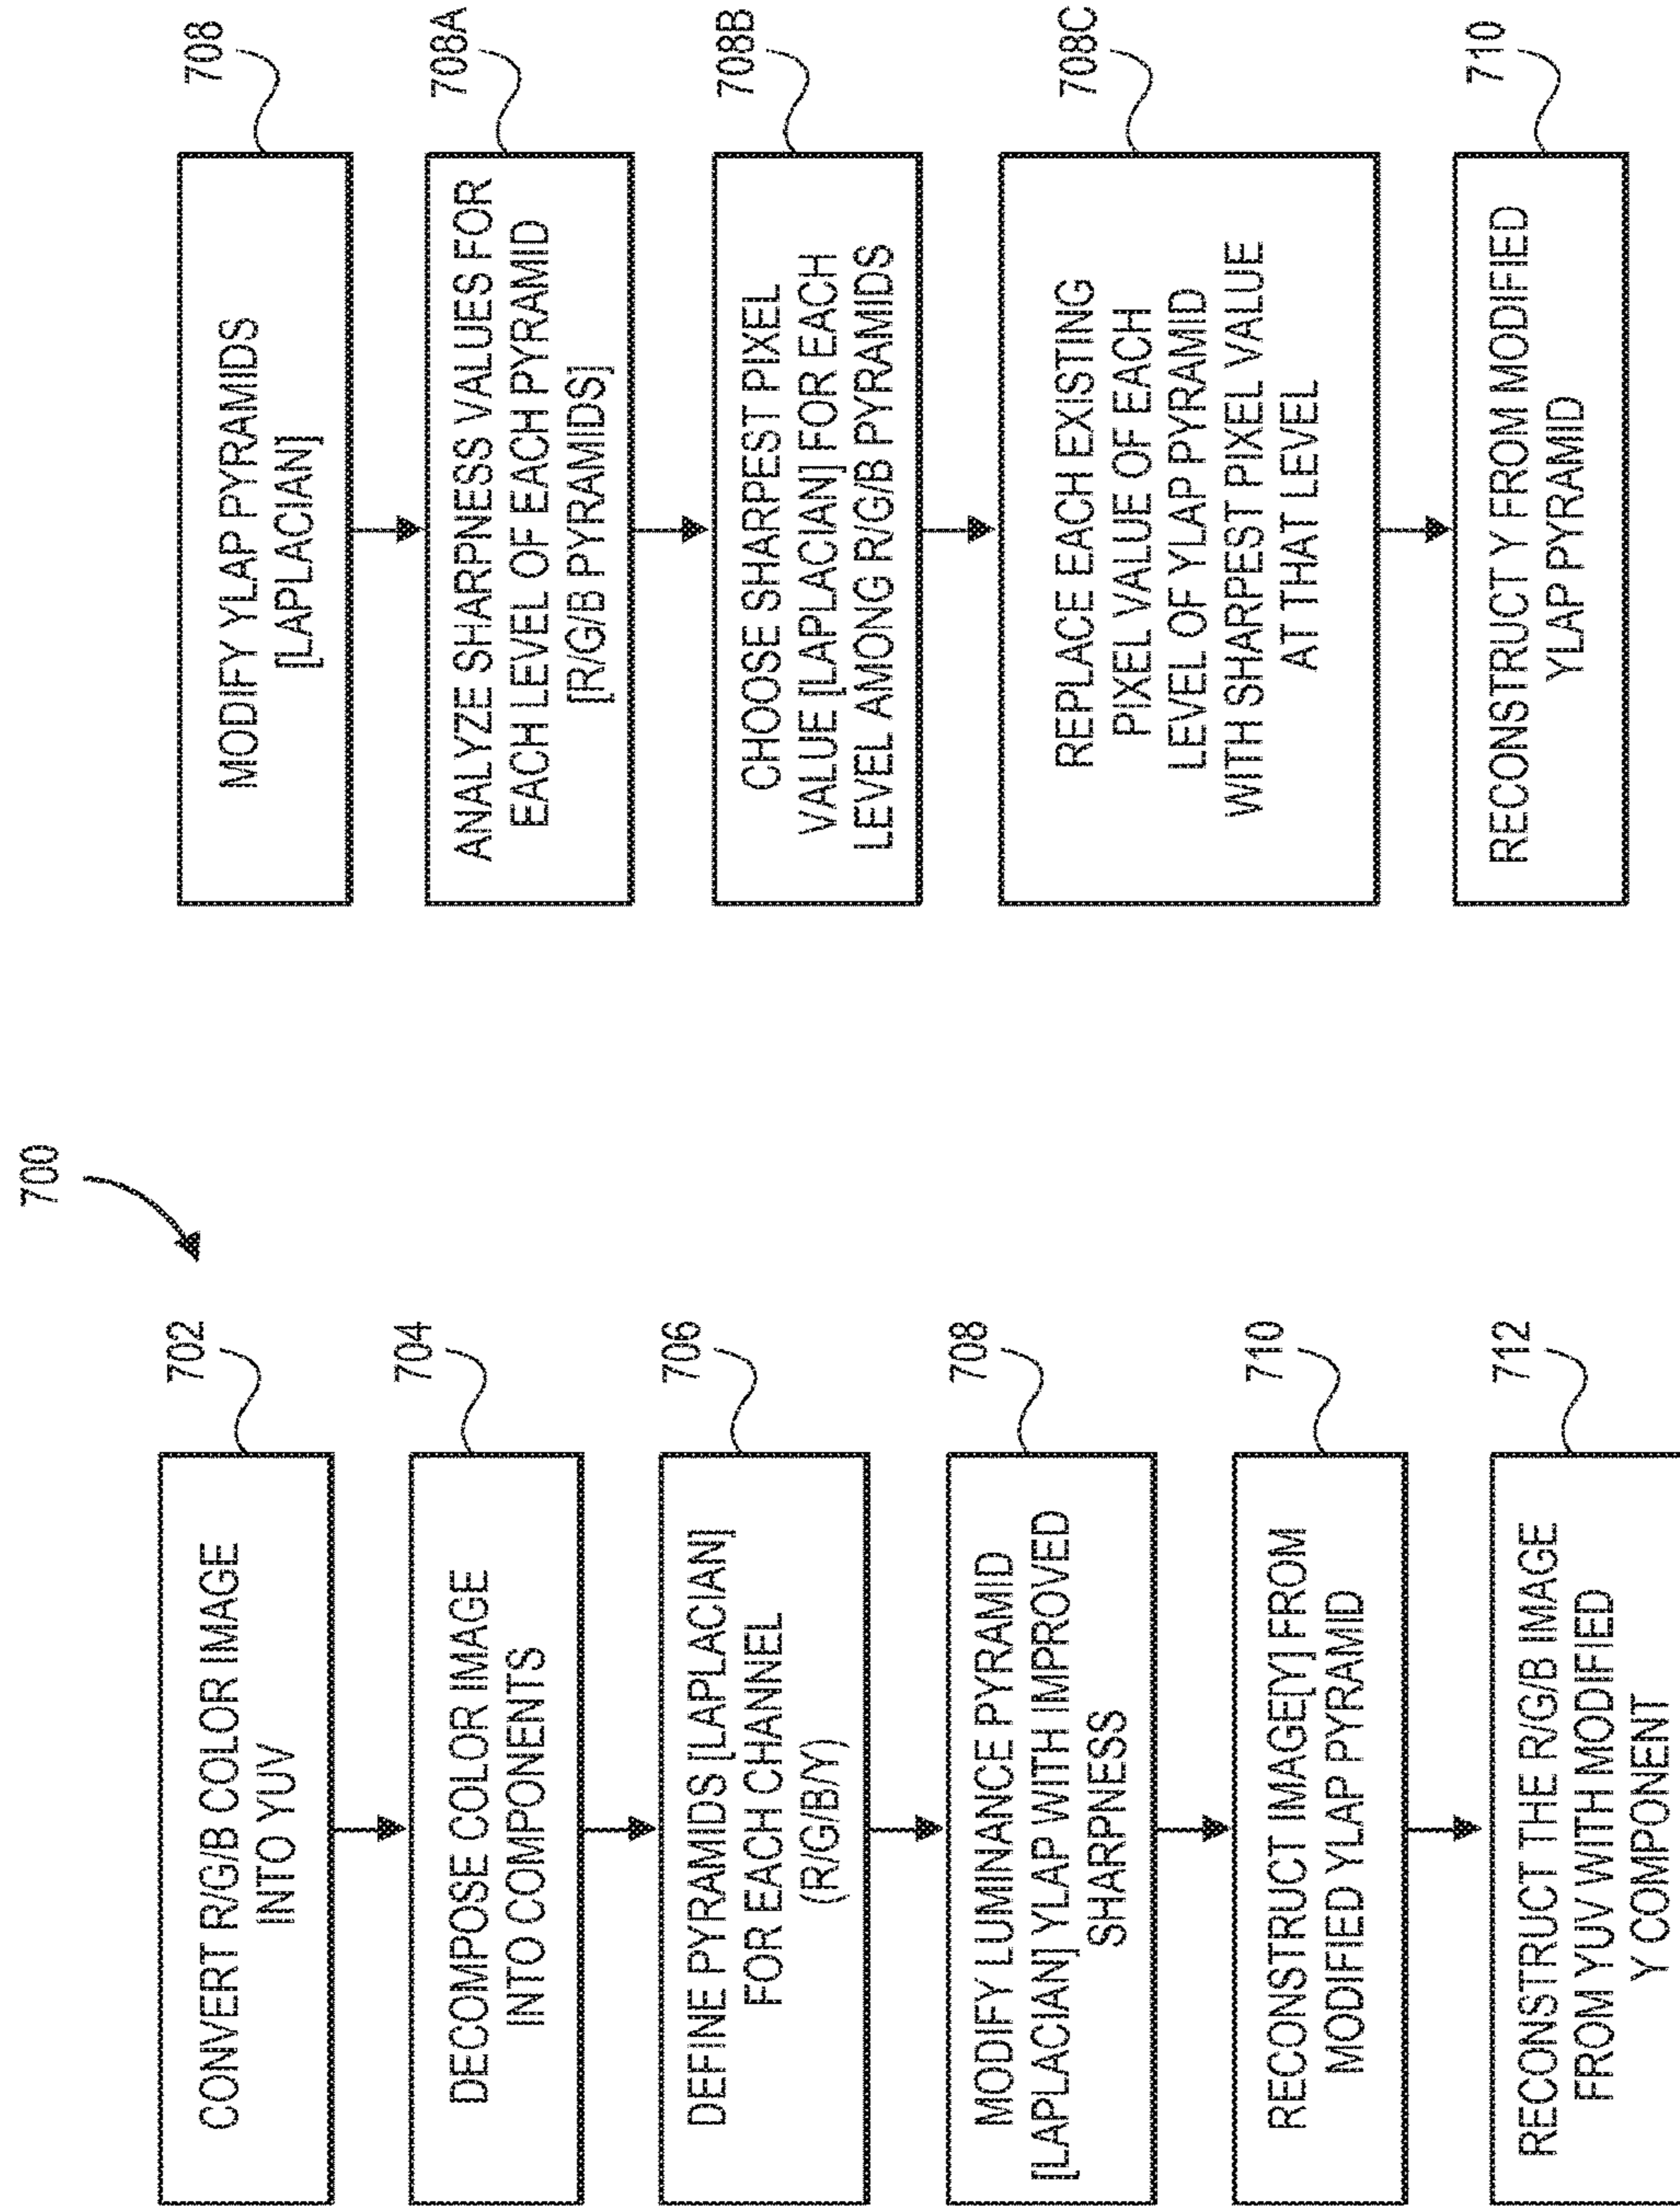 700
CONVERT R/G/B COLOR IMAGE
INTO YUV
702
DECOMPOSE COLOR IMAGE
INTO COMPONENTS
704
DEFINE PYRAMIDS [LAPLACIAN]
FOR EACH CHANNEL
(R/G/B/Y)
706
MODIFY LUMINANCE PYRAMID
[LAPLACIAN] YLAP WITH IMPROVED
SHARPNESS
708
RECONSTRUCT IMAGE[Y] FROM
MODIFIED YLAP PYRAMID
710
RECONSTRUCT THE R/G/B IMAGE
FROM YUV WITH MODIFIED
Y COMPONENT
712
MODIFY YLAP PYRAMIDS
[LAPLACIAN]
708
ANALYZE SHARPNESS VALUES FOR
EACH LEVEL OF EACH PYRAMID
[R/G/B PYRAMIDS]
708A
CHOOSE SHARPEST PIXEL
VALUE [LAPLACIAN] FOR EACH
LEVEL AMONG R/G/B PYRAMIDS
708B
REPLACE EACH EXISTING
PIXEL VALUE OF EACH
LEVEL OF YLAP PYRAMID
WITH SHARPEST PIXEL VALUE
AT THAT LEVEL
708C
RECONSTRUCT Y FROM MODIFIED
YLAP PYRAMID
710